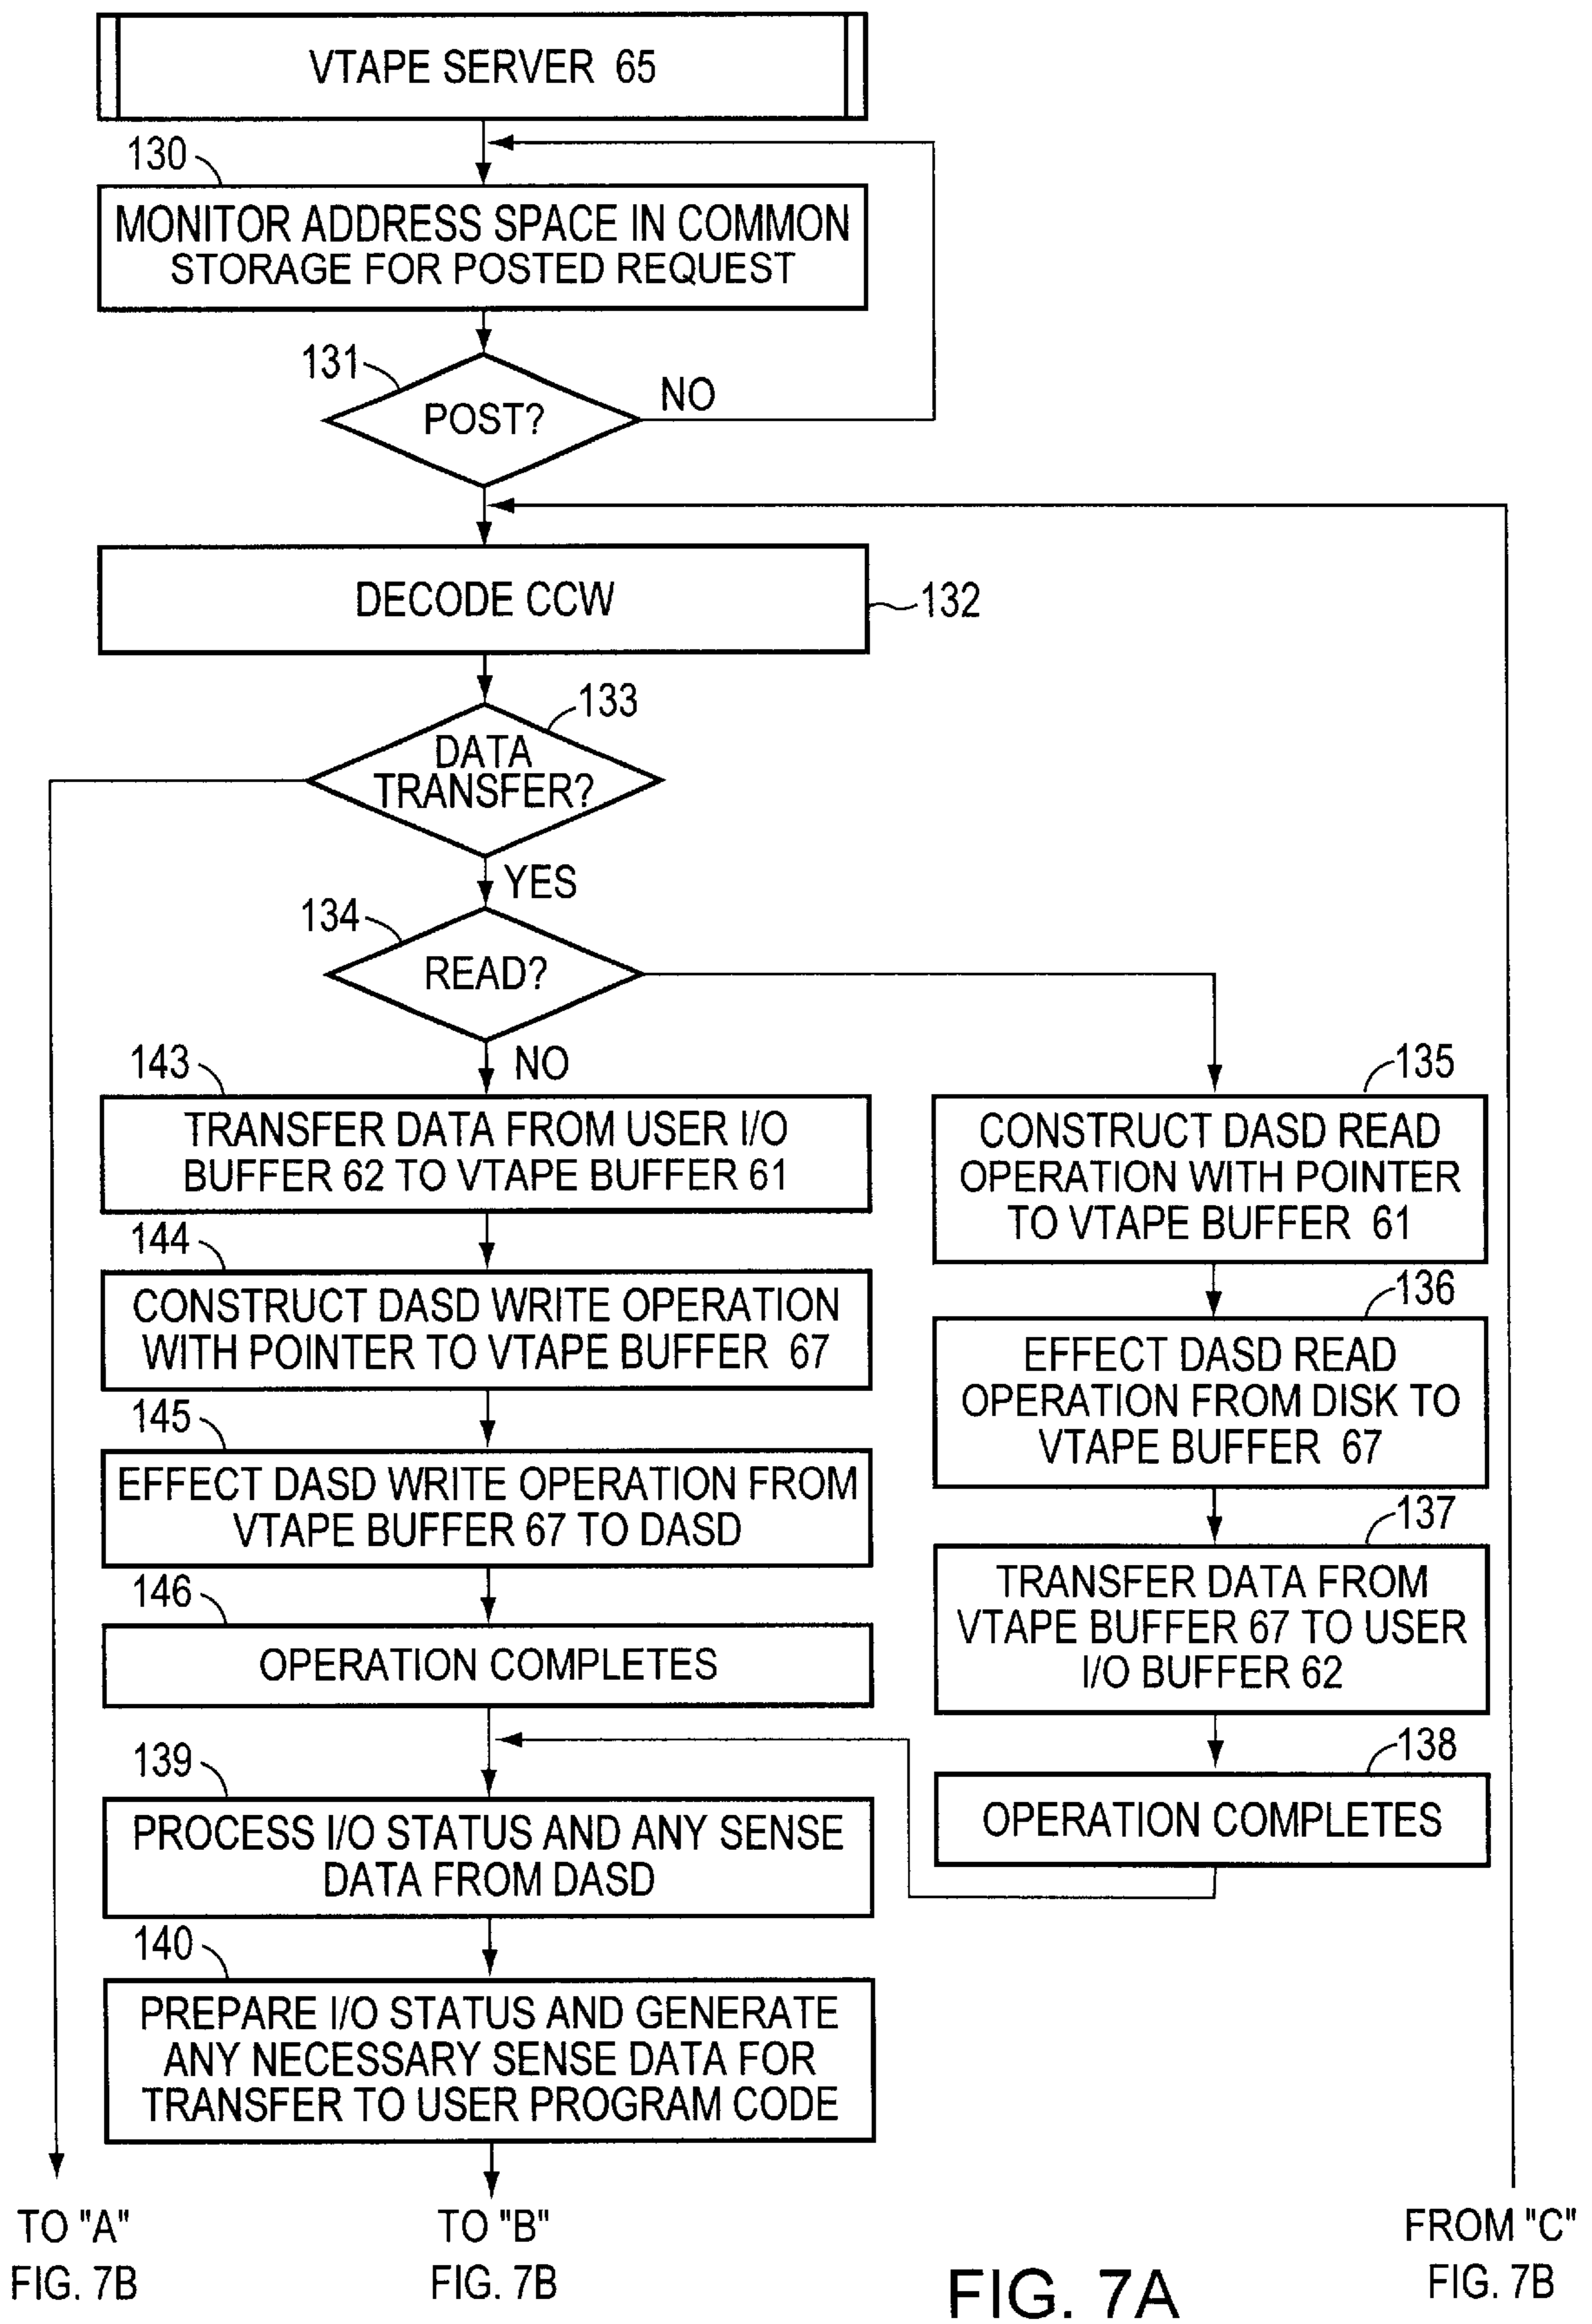 VTAPE SERVER 65
130
MONITOR ADDRESS SPACE IN COMMON
STORAGE FOR POSTED REQUEST
131
POST?
NO
DECODE CCW
132
133
DATA
TRANSFER?
YES
134
READ?
NO
143
TRANSFER DATA FROM USER I/O
BUFFER 62 TO VTAPE BUFFER 61
144
CONSTRUCT DASD WRITE OPERATION
WITH POINTER TO VTAPE BUFFER 67
145
EFFECT DASD WRITE OPERATION FROM
VTAPE BUFFER 67 TO DASD
146
OPERATION COMPLETES
135
CONSTRUCT DASD READ
OPERATION WITH POINTER
TO VTAPE BUFFER 61
136
EFFECT DASD READ
OPERATION FROM DISK TO
VTAPE BUFFER 67
137
TRANSFER DATA FROM
VTAPE BUFFER 67 TO USER
I/O BUFFER 62
138
OPERATION COMPLETES
139
PROCESS I/O STATUS AND ANY SENSE
DATA FROM DASD
140
PREPARE I/O STATUS AND GENERATE
ANY NECESSARY SENSE DATA FOR
TRANSFER TO USER PROGRAM CODE
TO "A"
FIG. 7B
TO "B"
FIG. 7B
FROM "C"
FIG. 7B
FIG. 7A